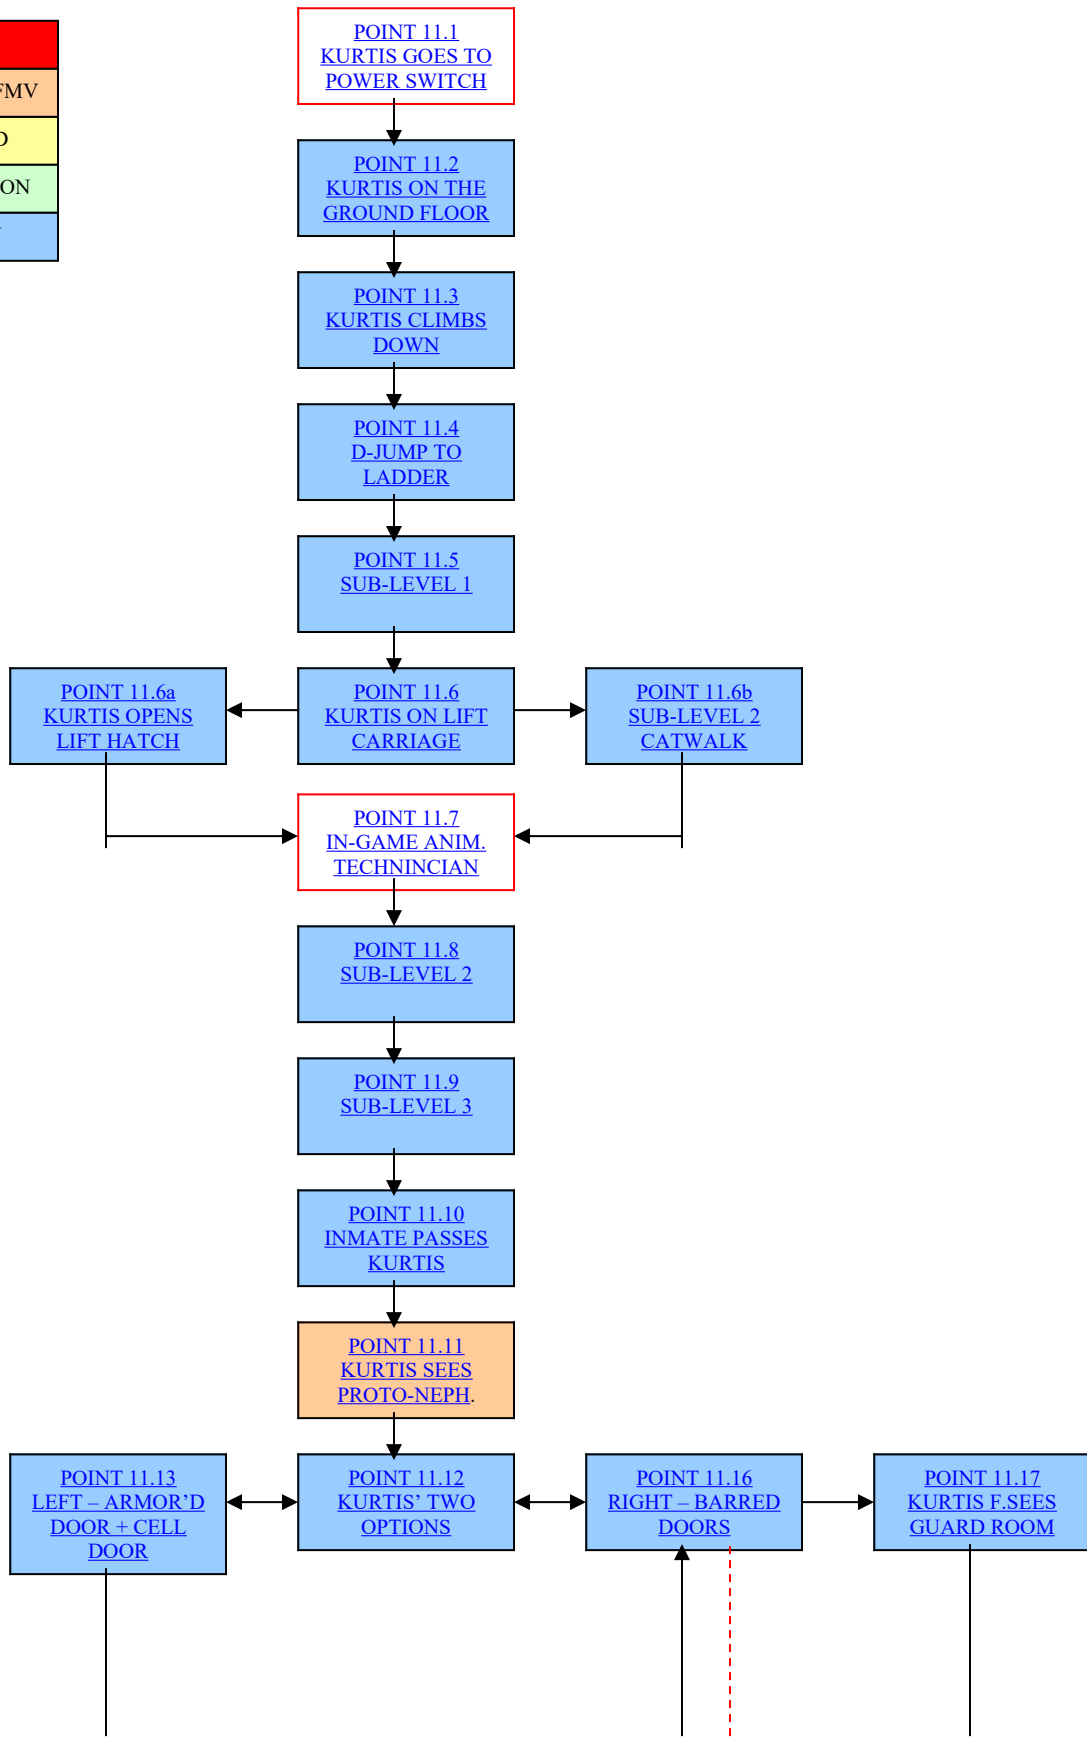 FMV
ON
POINT 11.1
KURTIS GOES TO
POWER SWITCH
POINT 11.2
KURTIS ON THE
GROUND FLOOR
POINT 11.3
KURTIS CLIMBS
DOWN
POINT 11.4
D-JUMP TO
LADDER
POINT 11.5
SUB-LEVEL 1
POINT 11.6a
KURTIS OPENS
LIFT HATCH
POINT 11.6
KURTIS ON LIFT
CARRIAGE
POINT 11.6b
SUB-LEVEL 2
CATWALK
POINT 11.7
IN-GAME ANIM.
TECHNINCIAN
POINT 11.8
SUB-LEVEL 2
POINT 11.9
SUB-LEVEL 3
POINT 11.10
INMATE PASSES
KURTIS
POINT 11.11
KURTIS SEES
PROTO-NEPH.
POINT 11.13
LEFT – ARMOR’D
DOOR + CELL
DOOR
POINT 11.12
KURTIS’ TWO
OPTIONS
POINT 11.16
RIGHT – BARRED
DOORS
POINT 11.17
KURTIS F.SEES
GUARD ROOM